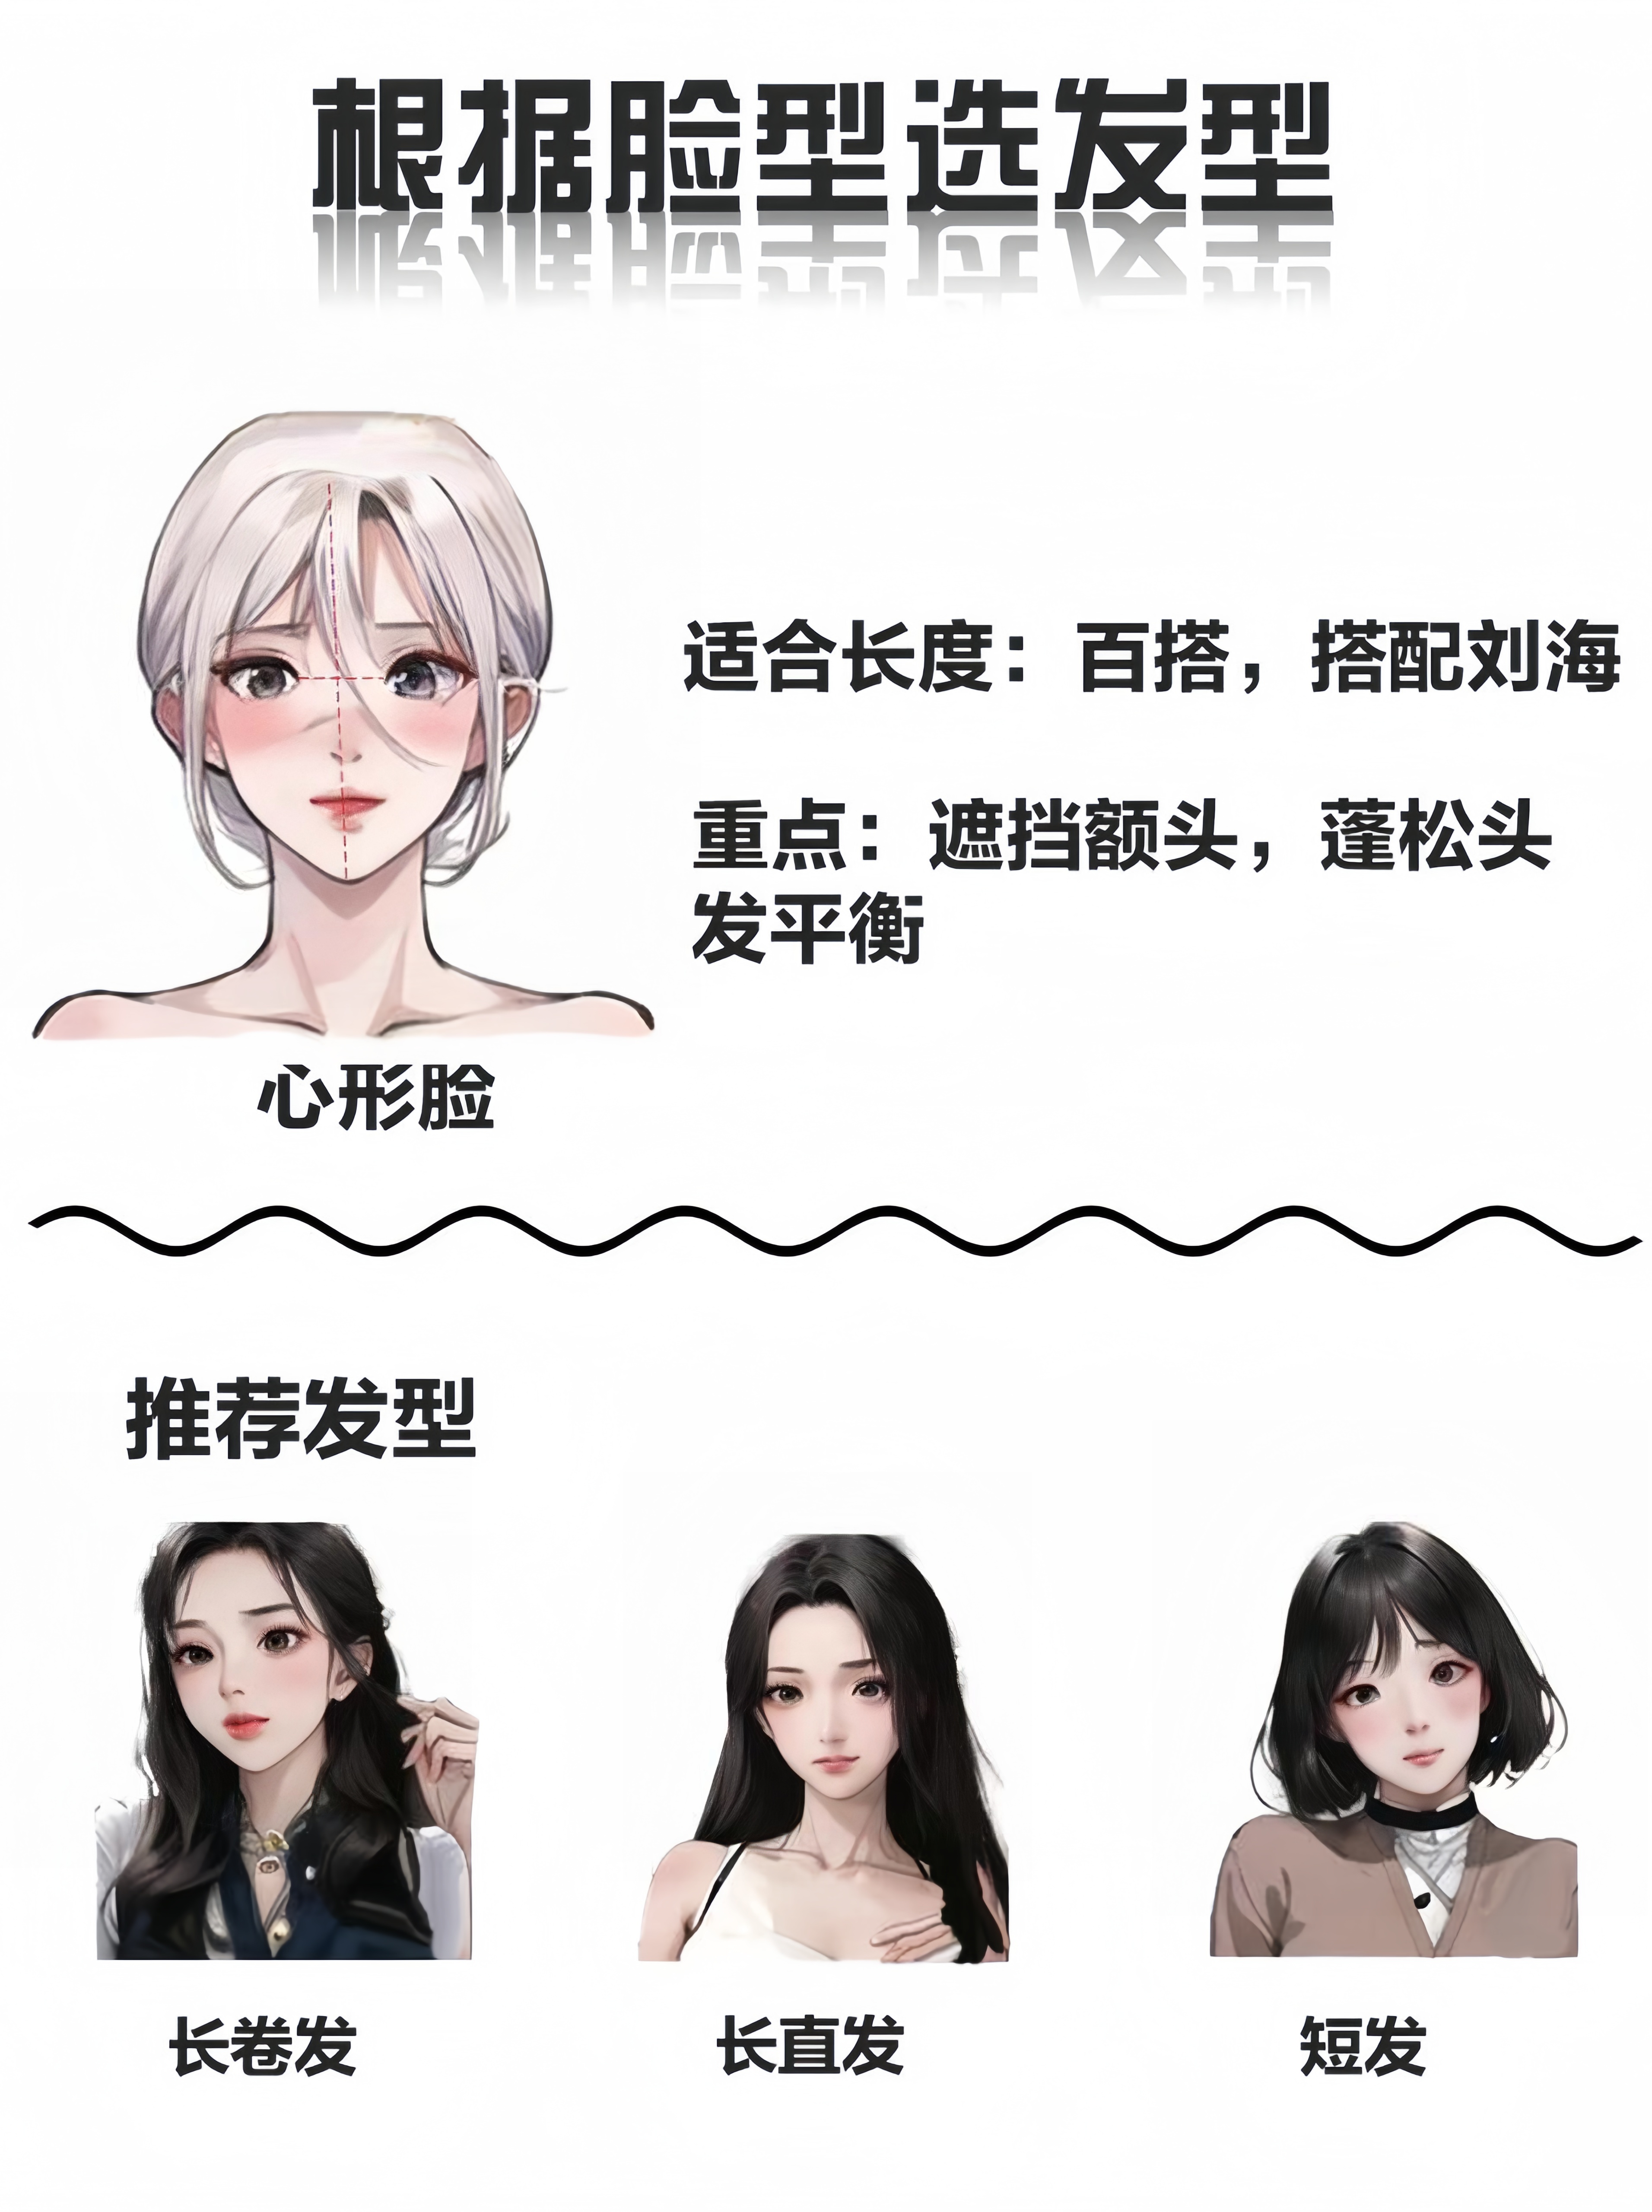 根据脸型选发型
适合长度：百搭，搭配刘海
重点：遮挡额头，蓬松头
发平衡
心形脸
推荐发型
长卷发
长直发
短发